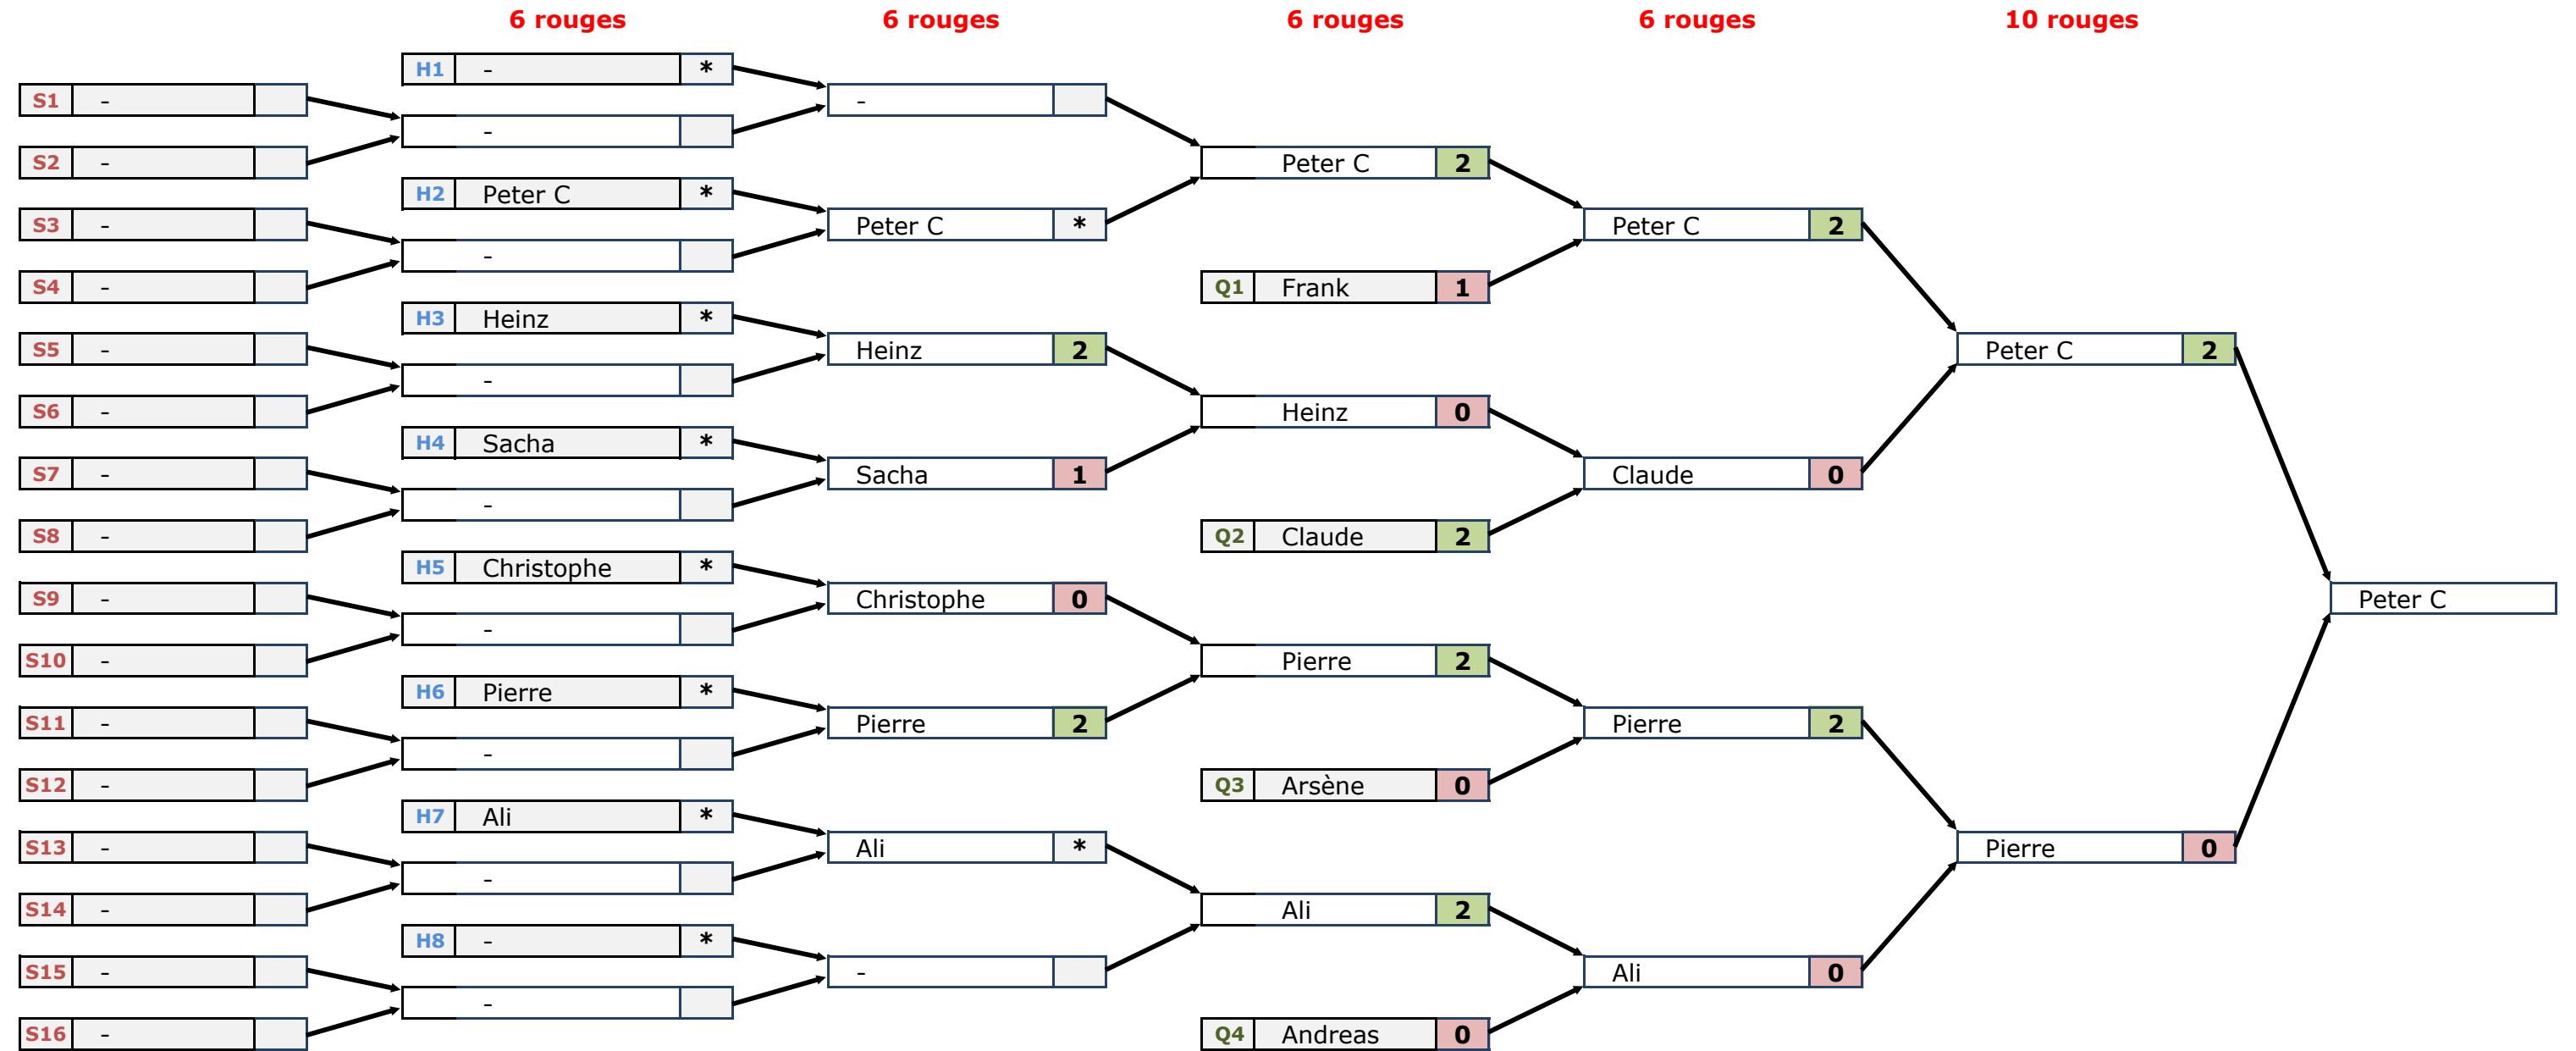 6 rouges 6 rouges 6 rouges 6 rouges 10 rouges
H1 - *
S1 - -
-
S2 - Peter C 2
H2 Peter C *
S3 - Peter C * Peter C 2
-
S4 - Q1 Frank 1
H3 Heinz *
S5 - Heinz 2 Peter C 2
-
S6 - Heinz 0
H4 Sacha *
S7 - Sacha 1 Claude 0
-
S8 - Q2 Claude 2
H5 Christophe *
S9 - Christophe 0 Peter C
-
S10 - Pierre 2
H6 Pierre *
S11 - Pierre 2 Pierre 2
-
S12 - Q3 Arsène 0
H7 Ali *
S13 - Ali * Pierre 0
-
S14 - Ali 2
H8 - *
S15 - - Ali 0
-
S16 - Q4 Andreas 0